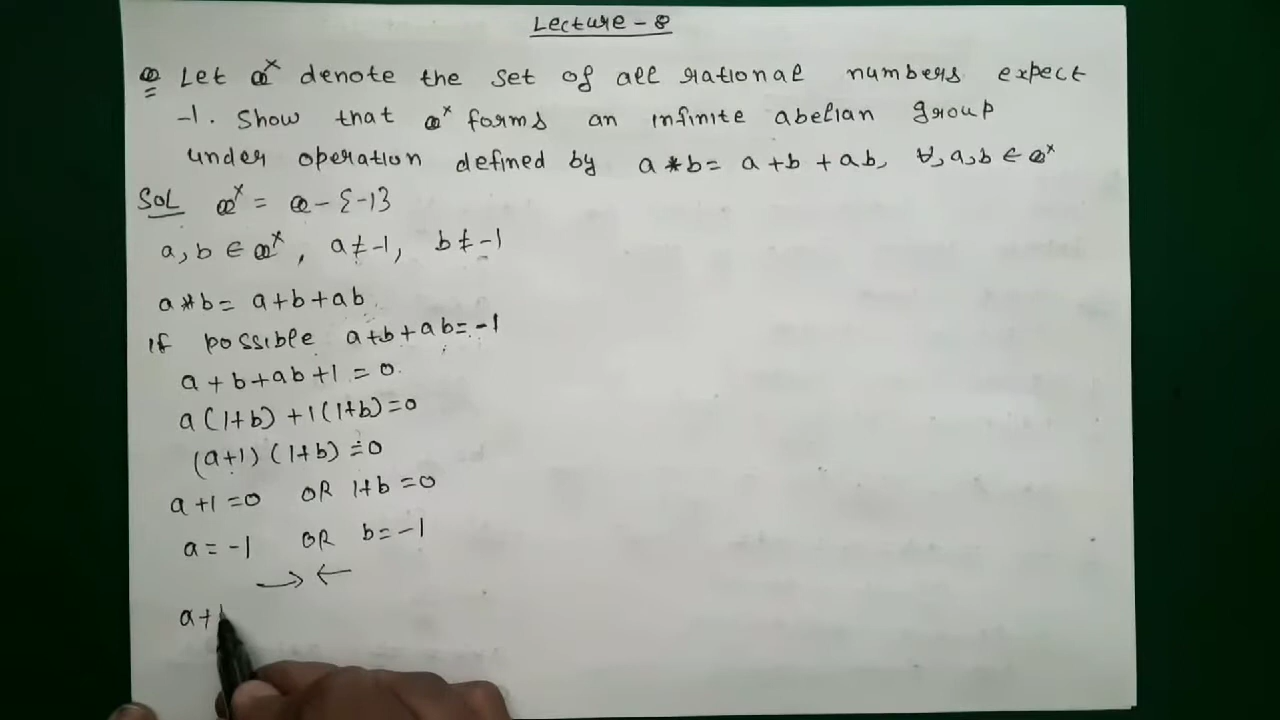 Lecture - 8
Q Let Q^x denote the set of all rational numbers expect
-1. Show that Q^x forms an infinite abelian group
under operation defined by a * b = a + b + ab, ∀, a, b ∈ Q^x
Sol Q^x = Q - {-1}
a, b ∈ Q^x, a ≠ -1, b ≠ -1
a * b = a + b + ab
If possible a + b + ab = -1
a + b + ab + 1 = 0
a (1 + b) + 1 (1 + b) = 0
(a + 1) (1 + b) = 0
a + 1 = 0 OR 1 + b = 0
a = -1 OR b = -1
→ ←
a +